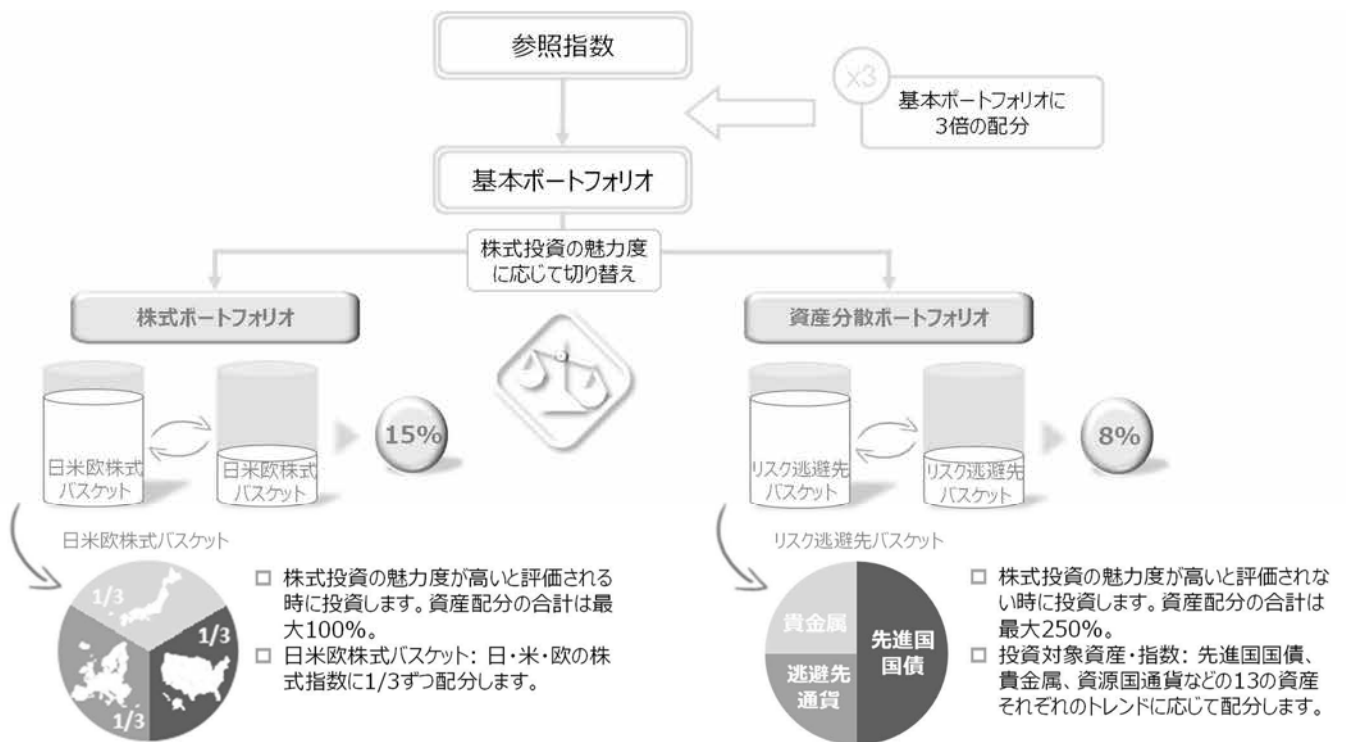 参照指数
x3
基本ポートフォリオに
3倍の配分
基本ポートフォリオ
株式投資の魅力度
に応じて切り替え
株式ポートフォリオ
日米欧株式
バスケット
日米欧株式
バスケット
15%
日米欧株式バスケット
1/3
1/3
1/3
□ 株式投資の魅力度が高いと評価される
時に投資します。資産配分の合計は最
大100%。
□ 日米欧株式バスケット: 日・米・欧の株
式指数に1/3ずつ配分します。
資産分散ポートフォリオ
リスク逃避先
バスケット
リスク逃避先
バスケット
8%
リスク逃避先バスケット
貴金属
逃避先
通貨
先進国
国債
□ 株式投資の魅力度が高いと評価されな
い時に投資します。資産配分の合計は
最大250%。
□ 投資対象資産・指数: 先進国国債、
貴金属、資源国通貨などの13の資産
それぞれのトレンドに応じて配分します。